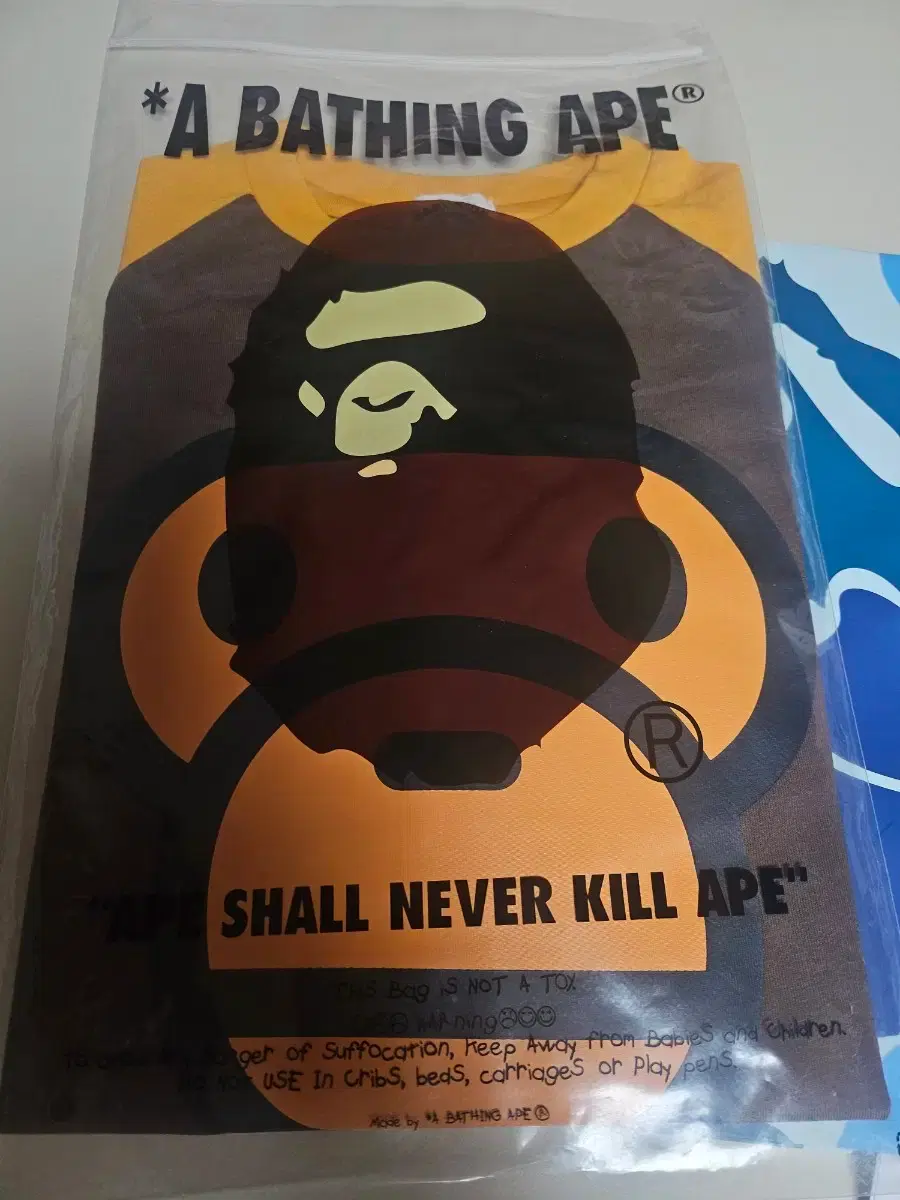 *A BATHING APE®
®
"APE SHALL NEVER KILL APE"
THIS Bag iS NOT A TOY
WARning
To avoid Danger of Suffocation, Keep Away from Babies and Children.
Do Not USE In CribS, bedS, carriageS or Play penS.
Made by *A BATHING APE®